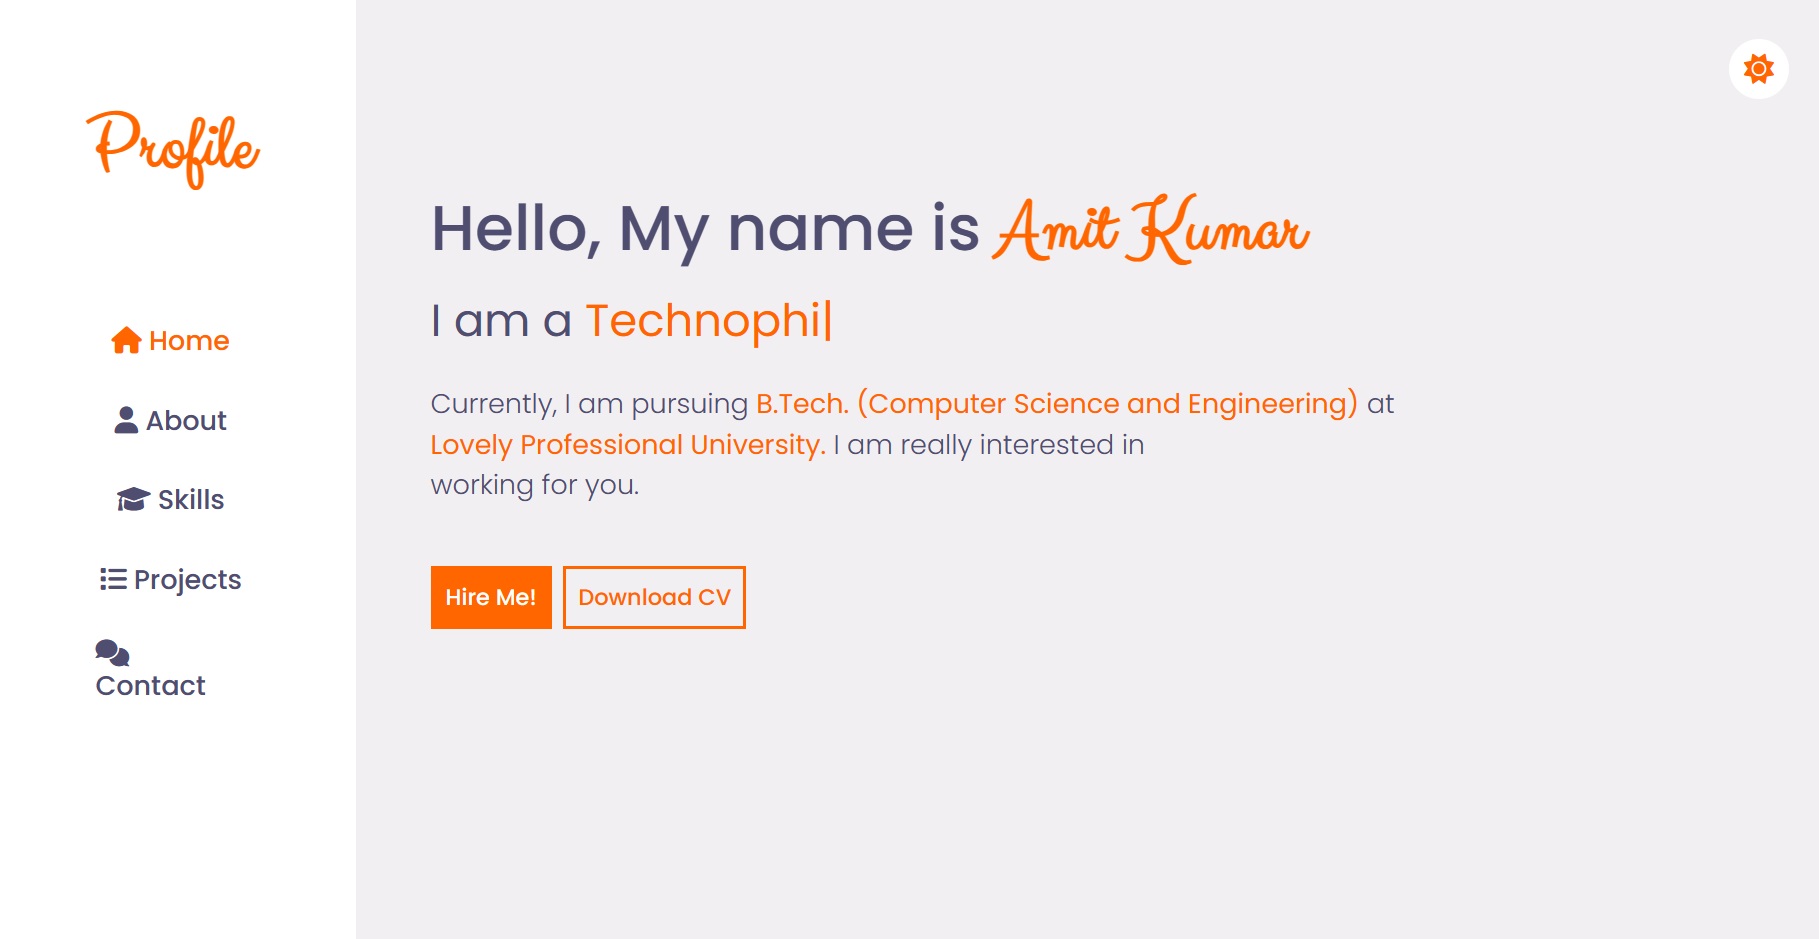 Profile
Home
About
Skills
Projects
Contact
Hello, My name is Amit Kumar
I am a Technophi|
Currently, I am pursuing B.Tech. (Computer Science and Engineering) at
Lovely Professional University. I am really interested in
working for you.
Hire Me!
Download CV